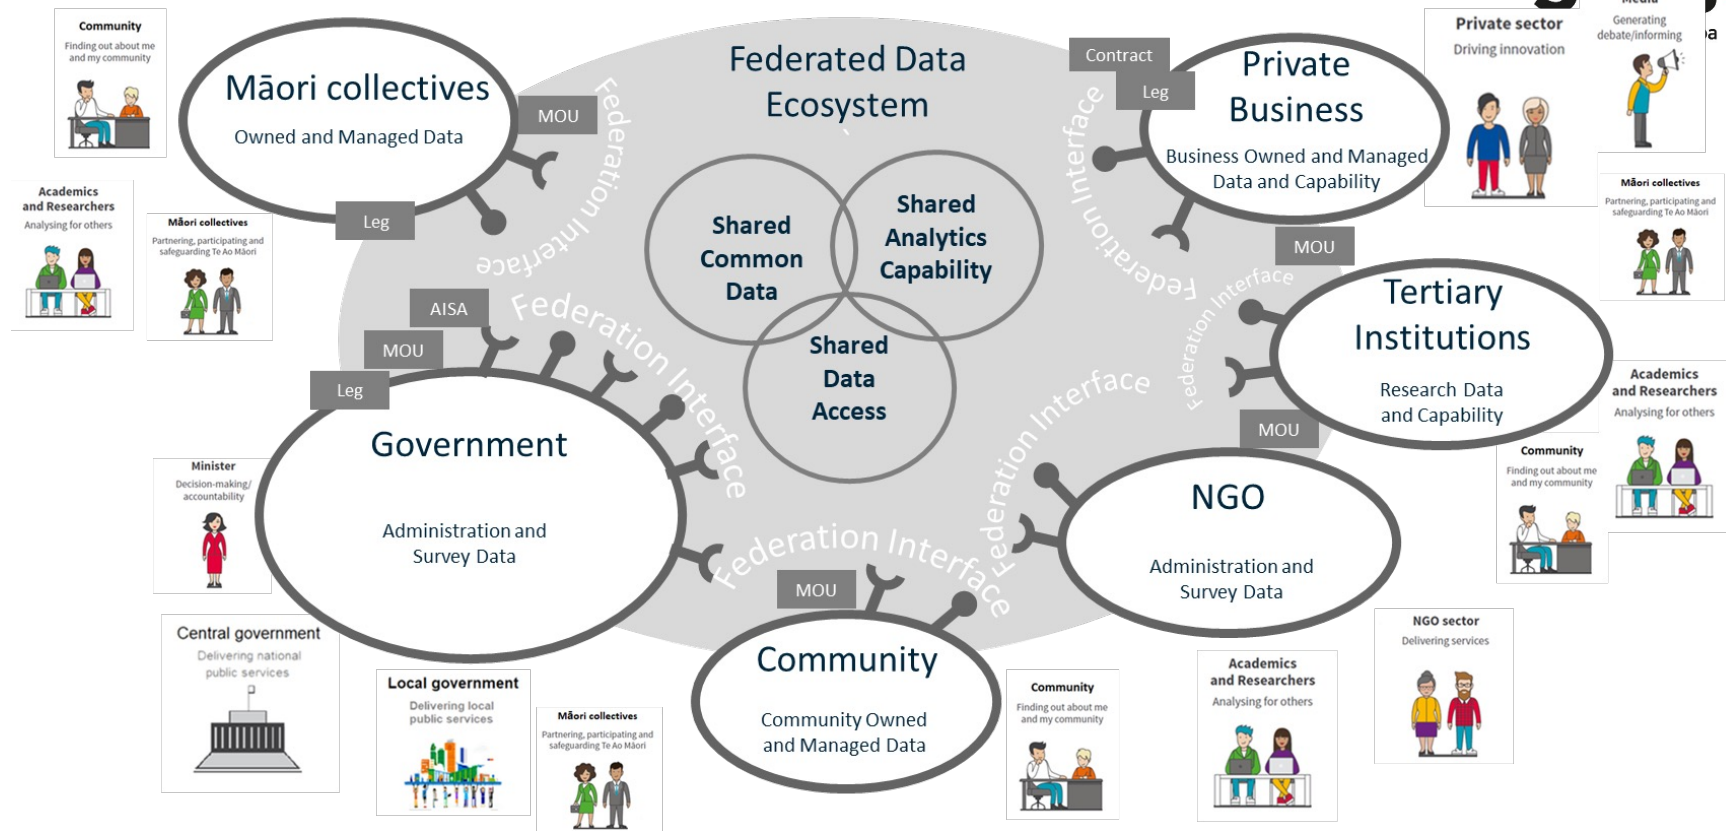 Community
Finding out about me
and my community
Māori collectives
Owned and Managed Data
MOU
Leg
Federation Interface
Academics
and Researchers
Analysing for others
Māori collectives
Partnering, participating and
safeguarding Te Ao Māori
Federated Data
Ecosystem
Shared
Common
Data
Shared
Analytics
Capability
Shared
Data
Access
Contract
Leg
Private
Business
Business Owned and Managed
Data and Capability
Federation Interface
Private sector
Driving innovation
Media
Generating
debate/informing
pa
Māori collectives
Partnering, participating and
safeguarding Te Ao Māori
MOU
Tertiary
Institutions
Research Data
and Capability
Federation Interface
Academics
and Researchers
Analysing for others
Community
Finding out about me
and my community
AISA
MOU
Leg
Federation Interface
Government
Administration and
Survey Data
Minister
Decision-making/
accountability
Central government
Delivering national
public services
Local government
Delivering local
public services
Māori collectives
Partnering, participating and
safeguarding Te Ao Māori
Federation Interface
MOU
Community
Community Owned
and Managed Data
Community
Finding out about me
and my community
Federation Interface
MOU
NGO
Administration and
Survey Data
Academics
and Researchers
Analysing for others
NGO sector
Delivering services